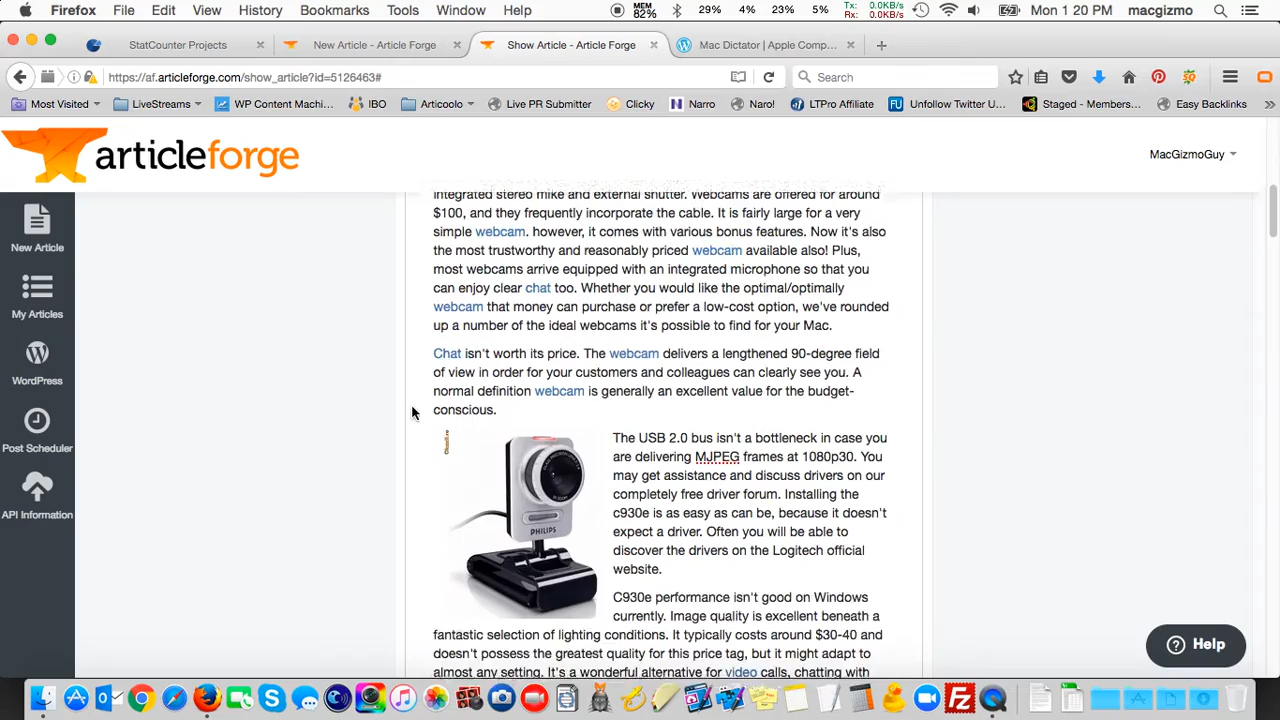 Firefox File Edit View History Bookmarks Tools Window Help MEM 82% 29% 4% 23% 5% Tx: 0.0KB/s Rx: 0.0KB/s Mon 1 20 PM macgizmo
StatCounter Projects New Article - Article Forge Show Article - Article Forge Mac Dictator | Apple Comp...
https://af.articleforge.com/show_article?id=5126463# Search
Most Visited LiveStreams WP Content Machi... IBO Articoolo Live PR Submitter Clicky Narro Naro! LTPro Affiliate Unfollow Twitter U... Staged - Members... Easy Backlinks
articleforge
MacGizmoGuy
New Article
My Articles
WordPress
Post Scheduler
API Information
integrated stereo mike and external shutter. Webcams are offered for around
$100, and they frequently incorporate the cable. It is fairly large for a very
simple webcam. however, it comes with various bonus features. Now it's also
the most trustworthy and reasonably priced webcam available also! Plus,
most webcams arrive equipped with an integrated microphone so that you
can enjoy clear chat too. Whether you would like the optimal/optimally
webcam that money can purchase or prefer a low-cost option, we've rounded
up a number of the ideal webcams it's possible to find for your Mac.
Chat isn't worth its price. The webcam delivers a lengthened 90-degree field
of view in order for your customers and colleagues can clearly see you. A
normal definition webcam is generally an excellent value for the budget-
conscious.
PHILIPS
The USB 2.0 bus isn't a bottleneck in case you
are delivering MJPEG frames at 1080p30. You
may get assistance and discuss drivers on our
completely free driver forum. Installing the
c930e is as easy as can be, because it doesn't
expect a driver. Often you will be able to
discover the drivers on the Logitech official
website.
C930e performance isn't good on Windows
currently. Image quality is excellent beneath a
fantastic selection of lighting conditions. It typically costs around $30-40 and
doesn't possess the greatest quality for this price tag, but it might adapt to
almost any setting. It's a wonderful alternative for video calls, chatting with
Help